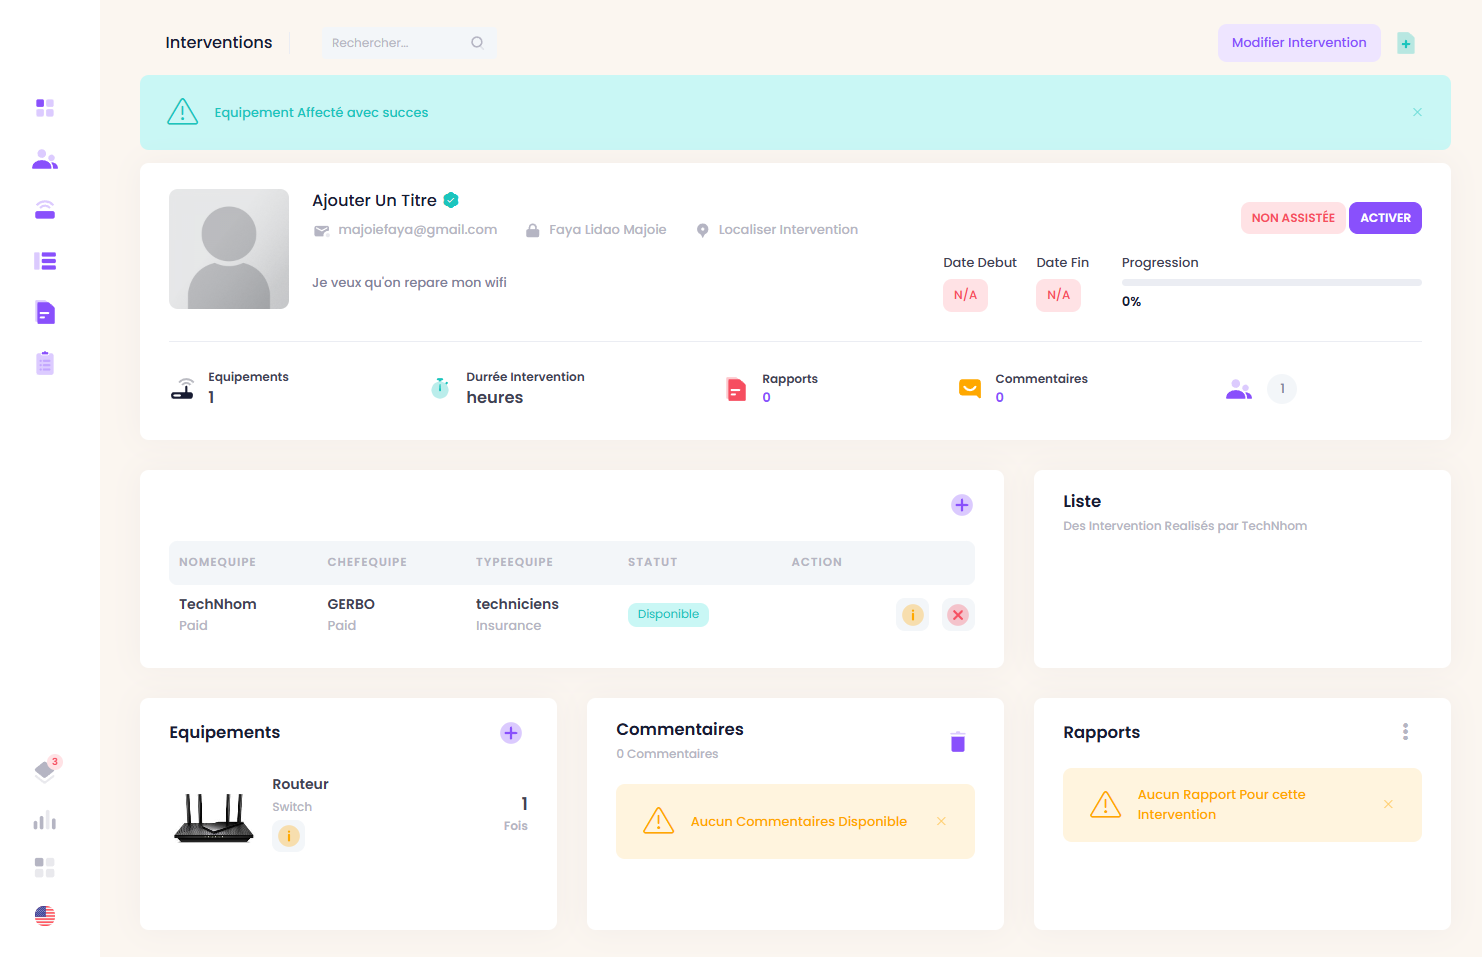 Interventions
Rechercher...
Modifier Intervention
Equipement Affecté avec succes
Ajouter Un Titre
majoiefaya@gmail.com
Faya Lidao Majoie
Localiser Intervention
NON ASSISTÉE
ACTIVER
Je veux qu'on repare mon wifi
Date Debut
Date Fin
Progression
N/A
N/A
0%
Equipements
1
Durrée Intervention
heures
Rapports
0
Commentaires
0
1
NOMEQUIPE
CHEFEQUIPE
TYPEEQUIPE
STATUT
ACTION
TechNhom
Paid
GERBO
Paid
techniciens
Insurance
Disponible
Liste
Des Intervention Realisés par TechNhom
Equipements
Routeur
Switch
1
Fois
Commentaires
0 Commentaires
Aucun Commentaires Disponible
Rapports
Aucun Rapport Pour cette
Intervention
3